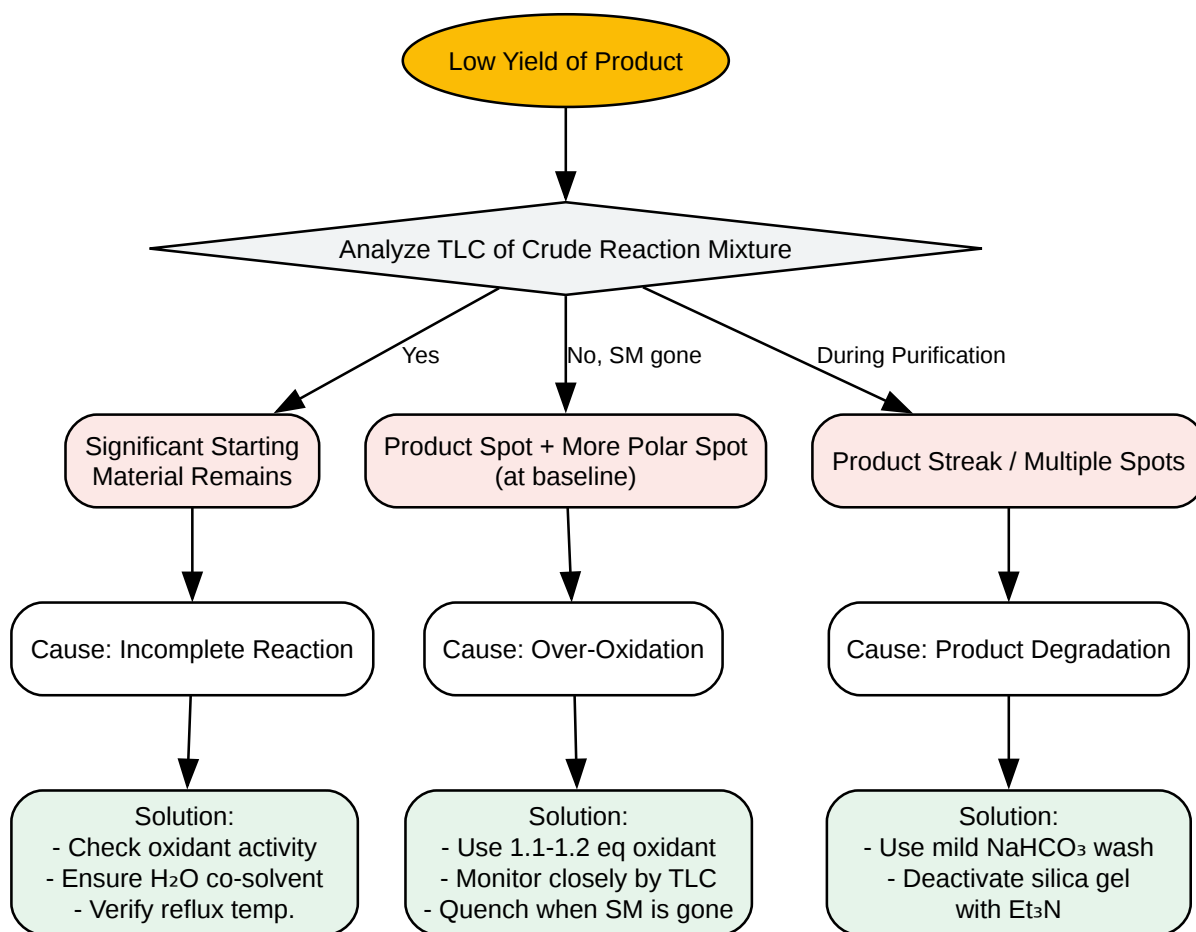 Low Yield of Product
Analyze TLC of Crude Reaction Mixture
Yes
No, SM gone
During Purification
Significant Starting
Material Remains
Product Spot + More Polar Spot
(at baseline)
Product Streak / Multiple Spots
Cause: Incomplete Reaction
Cause: Over-Oxidation
Cause: Product Degradation
Solution:
- Check oxidant activity
- Ensure H₂O co-solvent
- Verify reflux temp.
Solution:
- Use 1.1-1.2 eq oxidant
- Monitor closely by TLC
- Quench when SM is gone
Solution:
- Use mild NaHCO₃ wash
- Deactivate silica gel
with Et₃N